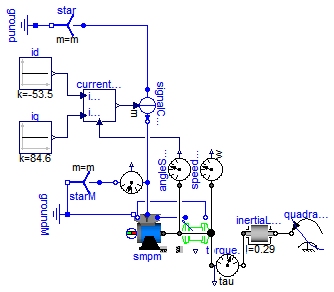 star
ground
m=m
id
k=-53.5
current...
i...
i...
signalC...
m
iq
k=84.6
angleS...
speed...
w
m=m
starM
groundM
smpm
t rque..
tau
inertiaL...
J=0.29
quadra...